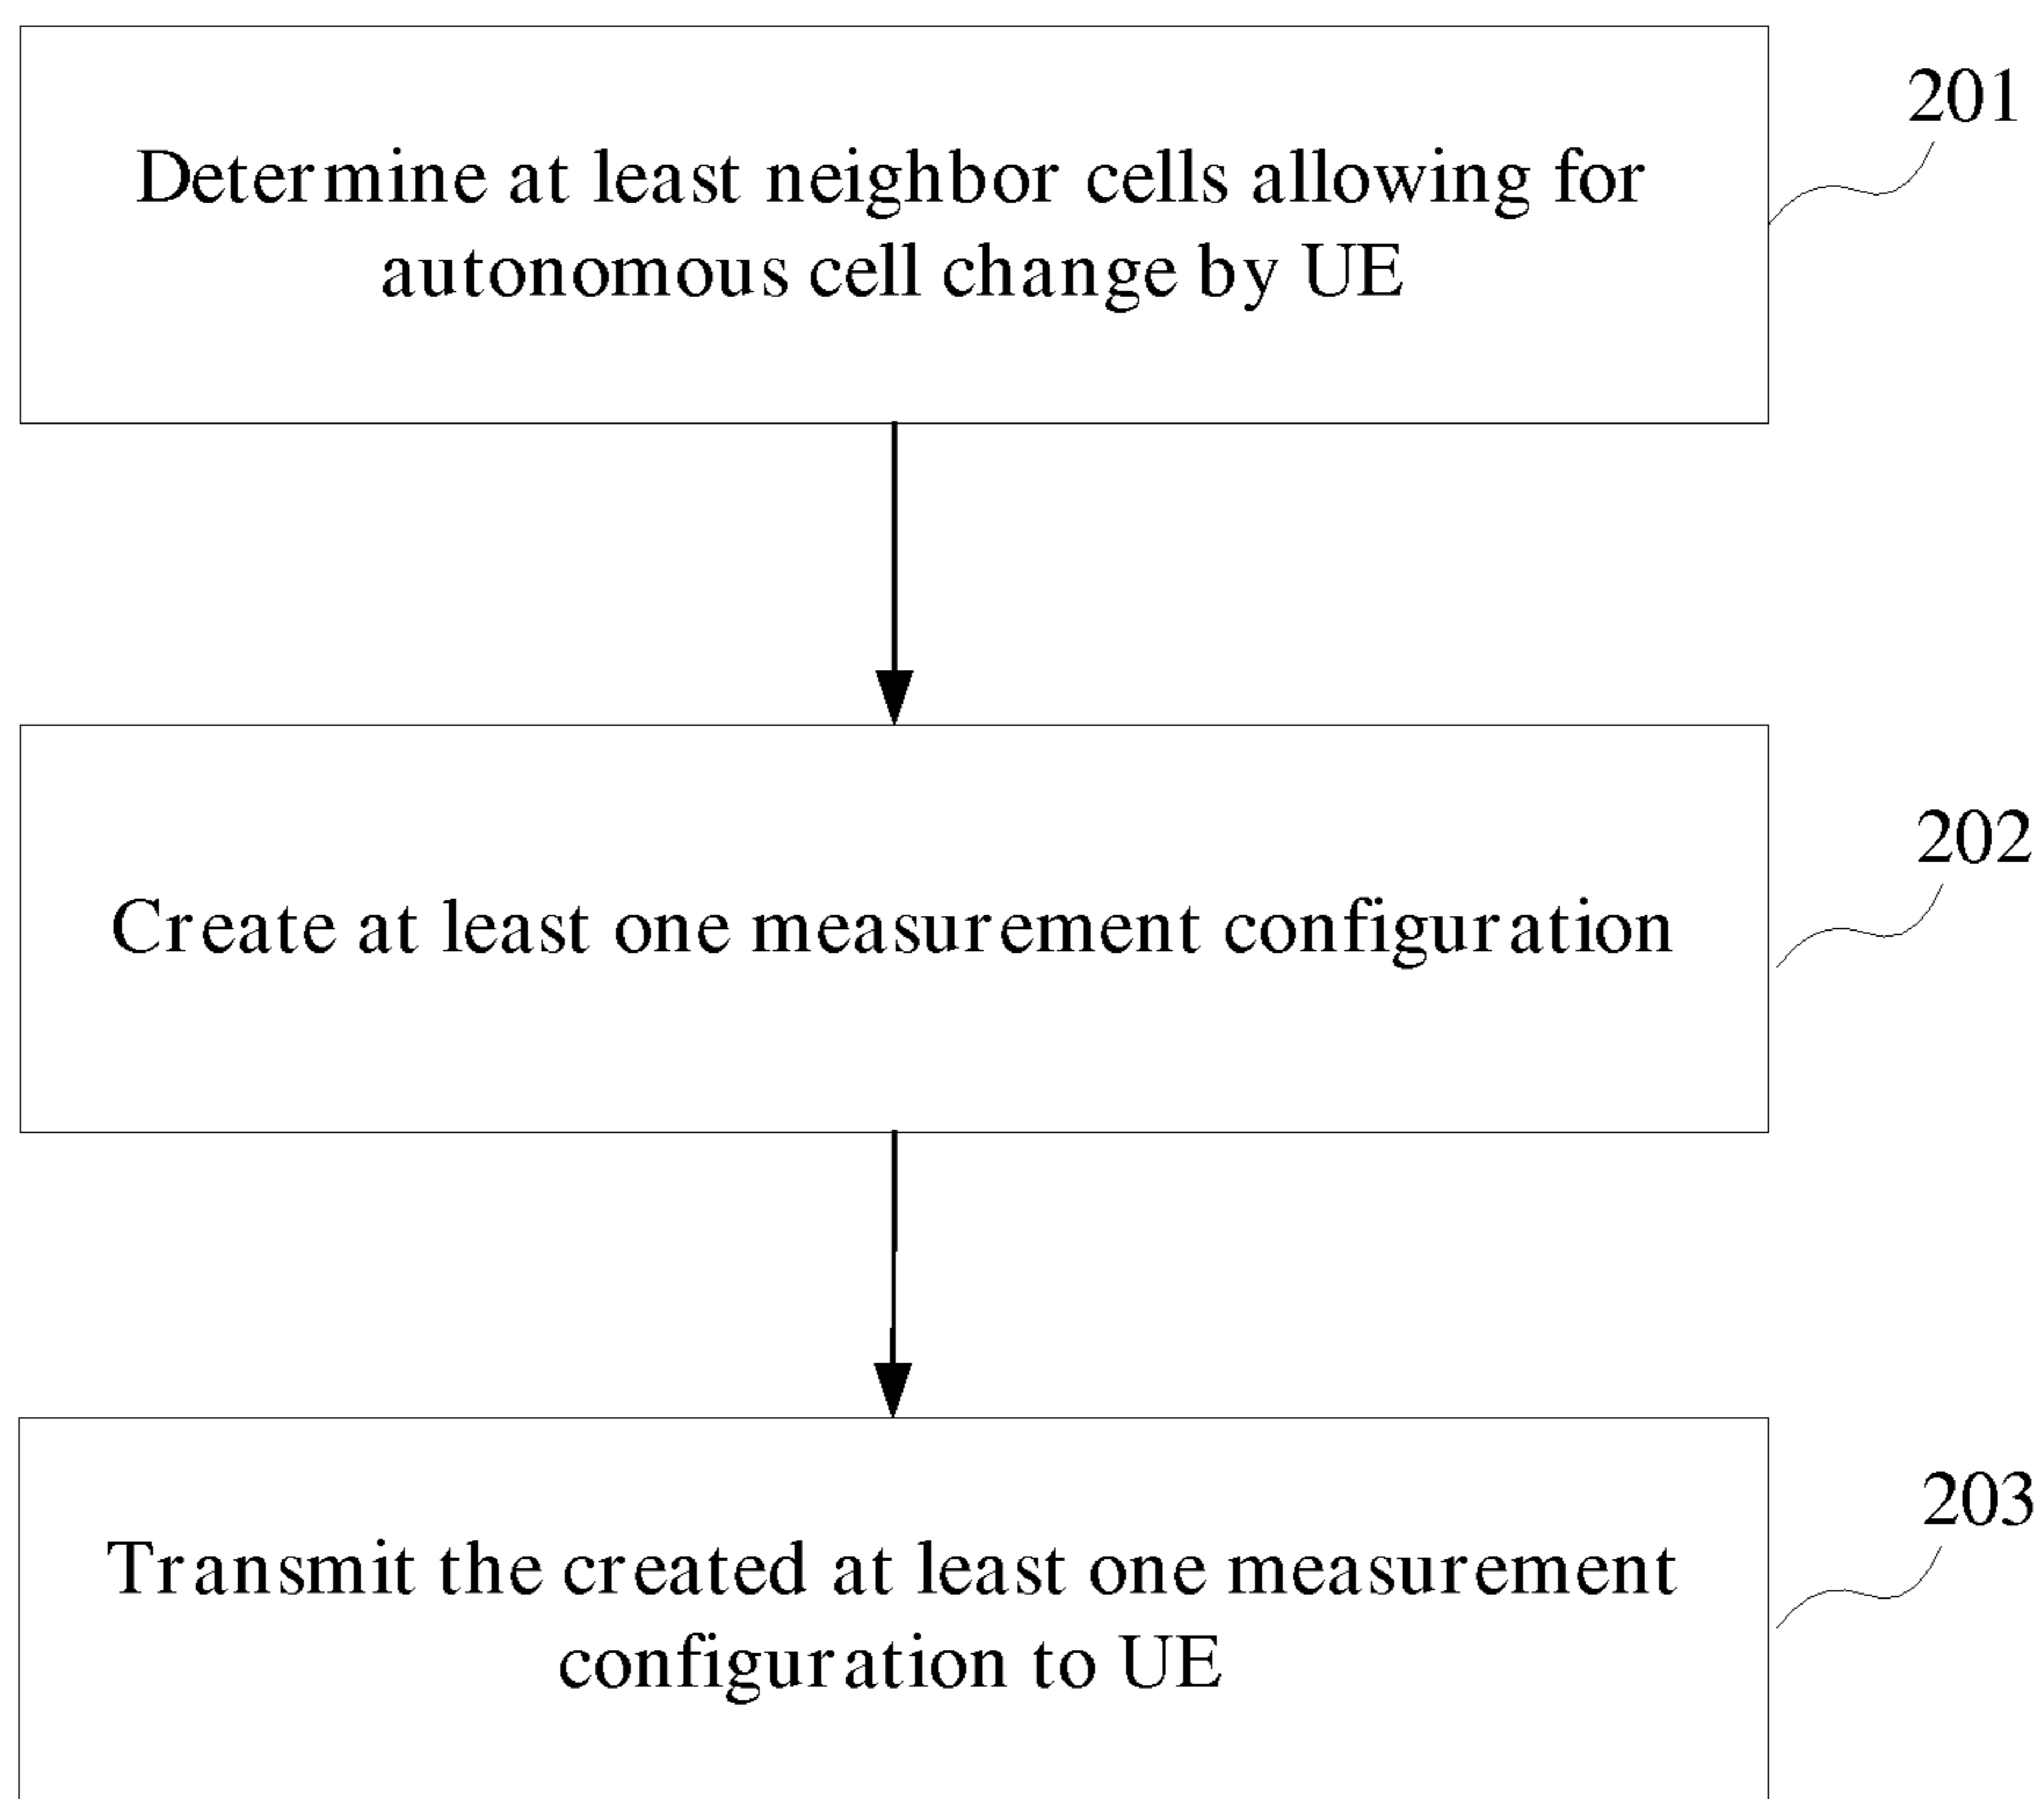 201
Determine at least neighbor cells allowing for
autonomous cell change by UE
202
Create at least one measurement configuration
203
Transmit the created at least one measurement
configuration to UE